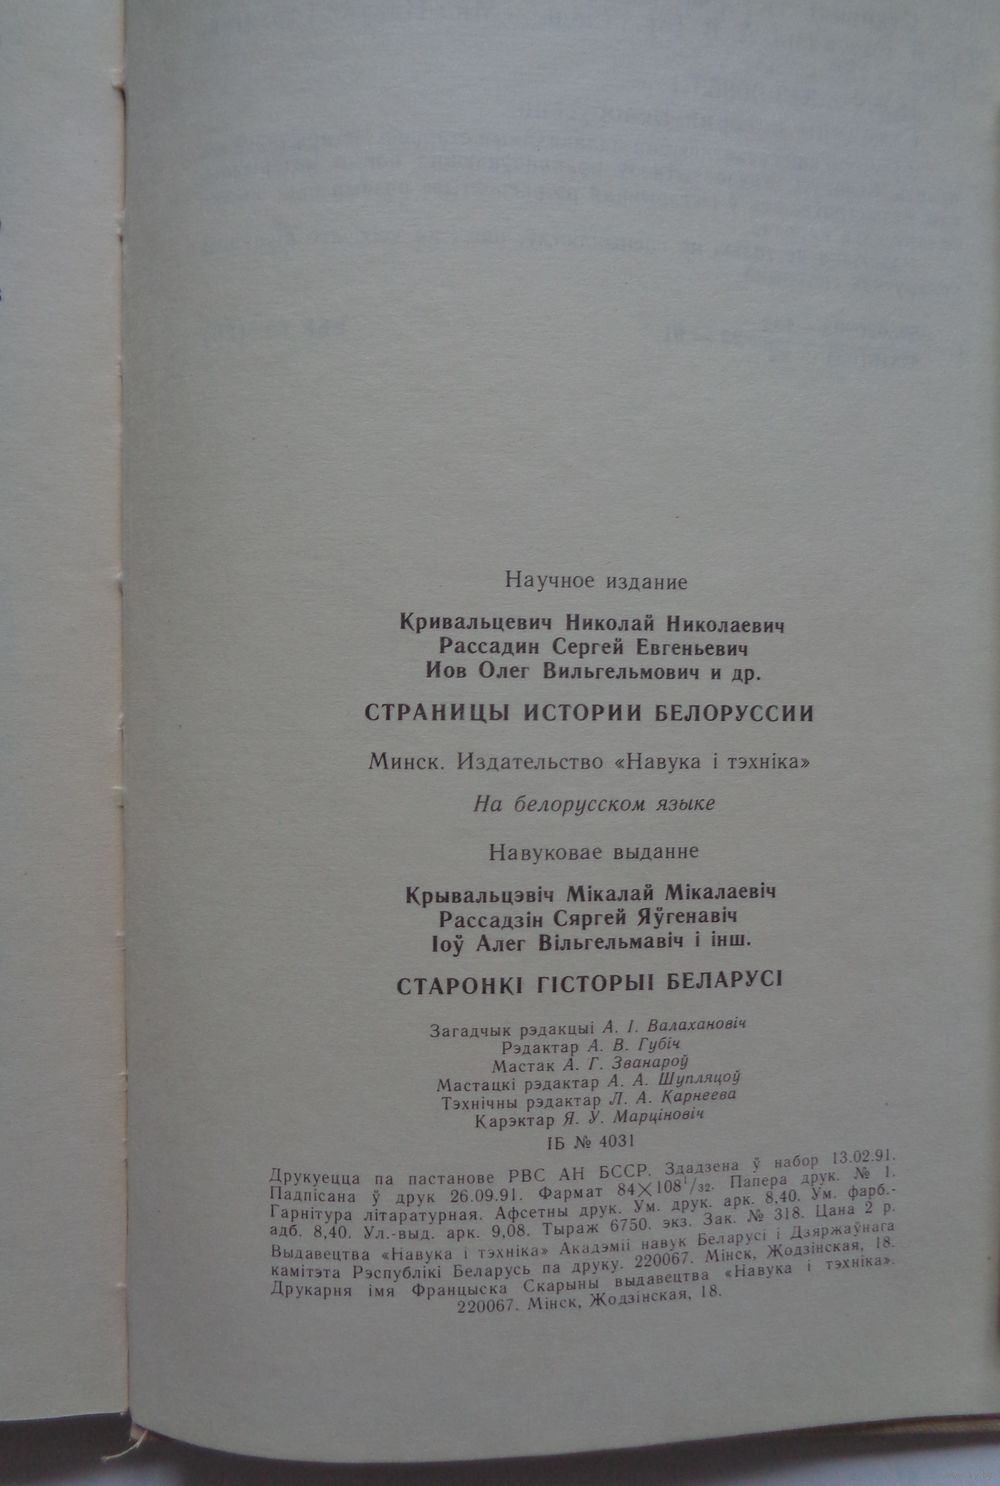 Научное издание
Кривальцевич Николай Николаевич
Рассадин Сергей Евгеньевич
Иов Олег Вильгельмович и др.
СТРАНИЦЫ ИСТОРИИ БЕЛОРУССИИ
Минск. Издательство «Навука і тэхніка»
На белорусском языке
Навуковае выданне
Крывальцэвіч Мікалай Мікалаевіч
Рассадзін Сяргей Яўгенавіч
Іоў Алег Вільгельмавіч і інш.
СТАРОНКІ ГІСТОРЫІ БЕЛАРУСІ
Загадчык рэдакцыі А. І. Валахановіч
Рэдактар А. В. Губіч
Мастак А. Г. Званароў
Мастацкі рэдактар А. А. Шупляцоў
Тэхнічны рэдактар Л. А. Карнеева
Карэктар Я. У. Марціновіч
ІБ № 4031
Друкуецца па пастанове РВС АН БССР. Здадзена ў набор 13.02.91.
Падпісана ў друк 26.09.91. Фармат 84×108 1/32. Папера друк. № 1.
Гарнітура літаратурная. Афсетны друк. Ум. друк. арк. 8,40. Ум. фарб.-
адб. 8,40. Ул.-выд. арк. 9,08. Тыраж 6750. экз. Зак. № 318. Цана 2 р.
Выдавецтва «Навука і тэхніка» Акадэміі навук Беларусі і Дзяржаўнага
камітэта Рэспублікі Беларусь па друку. 220067. Мінск, Жодзінская, 18.
Друкарня імя Францыска Скарыны выдавецтва «Навука і тэхніка».
220067. Мінск, Жодзінская, 18.